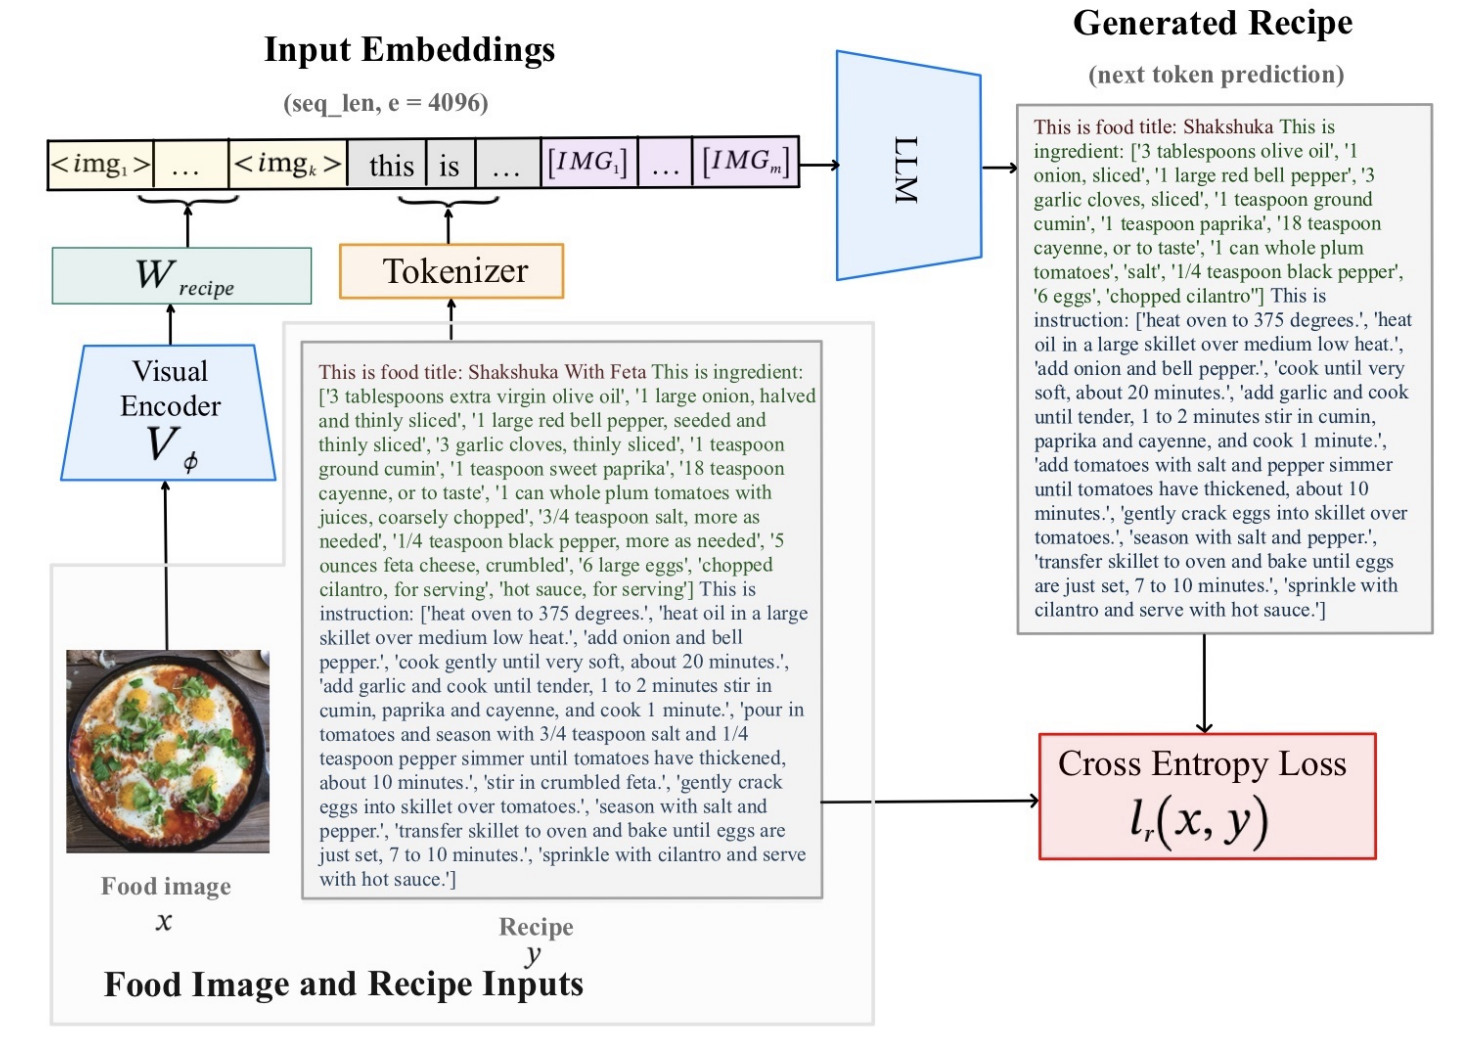 Input Embeddings
(seq_len, e = 4096)
<img₁> ... <imgₖ> this is ... [IMG₁] ... [IMGₘ]
W recipe
Tokenizer
Visual
Encoder
V ϕ
LLM
Food image
x
This is food title: Shakshuka With Feta This is ingredient:
['3 tablespoons extra virgin olive oil', '1 large onion, halved
and thinly sliced', '1 large red bell pepper, seeded and
thinly sliced', '3 garlic cloves, thinly sliced', '1 teaspoon
ground cumin', '1 teaspoon sweet paprika', '18 teaspoon
cayenne, or to taste', '1 can whole plum tomatoes with
juices, coarsely chopped', '3/4 teaspoon salt, more as
needed', '1/4 teaspoon black pepper, more as needed', '5
ounces feta cheese, crumbled', '6 large eggs', 'chopped
cilantro, for serving', 'hot sauce, for serving'] This is
instruction: ['heat oven to 375 degrees.', 'heat oil in a large
skillet over medium low heat.', 'add onion and bell
pepper.', 'cook gently until very soft, about 20 minutes.',
'add garlic and cook until tender, 1 to 2 minutes stir in
cumin, paprika and cayenne, and cook 1 minute.', 'pour in
tomatoes and season with 3/4 teaspoon salt and 1/4
teaspoon pepper simmer until tomatoes have thickened,
about 10 minutes.', 'stir in crumbled feta.', 'gently crack
eggs into skillet over tomatoes.', 'season with salt and
pepper.', 'transfer skillet to oven and bake until eggs are
just set, 7 to 10 minutes.', 'sprinkle with cilantro and serve
with hot sauce.']
Recipe
y
Food Image and Recipe Inputs
Generated Recipe
(next token prediction)
This is food title: Shakshuka This is
ingredient: ['3 tablespoons olive oil', '1
onion, sliced', '1 large red bell pepper', '3
garlic cloves, sliced', '1 teaspoon ground
cumin', '1 teaspoon paprika', '18 teaspoon
cayenne, or to taste', '1 can whole plum
tomatoes', 'salt', '1/4 teaspoon black pepper',
'6 eggs', 'chopped cilantro''] This is
instruction: ['heat oven to 375 degrees.', 'heat
oil in a large skillet over medium low heat.',
'add onion and bell pepper.', 'cook until very
soft, about 20 minutes.', 'add garlic and cook
until tender, 1 to 2 minutes stir in cumin,
paprika and cayenne, and cook 1 minute.',
'add tomatoes with salt and pepper simmer
until tomatoes have thickened, about 10
minutes.', 'gently crack eggs into skillet over
tomatoes.', 'season with salt and pepper.',
'transfer skillet to oven and bake until eggs
are just set, 7 to 10 minutes.', 'sprinkle with
cilantro and serve with hot sauce.']
Cross Entropy Loss
lᵣ(x, y)